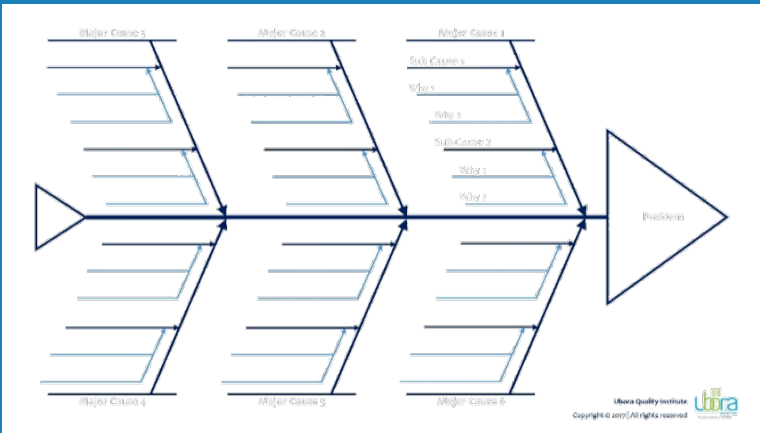 Major Cause 3
Major Cause 2
Major Cause 1
Sub Cause 1
Why 1
Why 2
Sub-Cause 2
Why 1
Why 2
Problem
Major Cause 4
Major Cause 5
Major Cause 6
Ubora Quality Institute
Copyright © 2017 | All rights reserved
Ubora